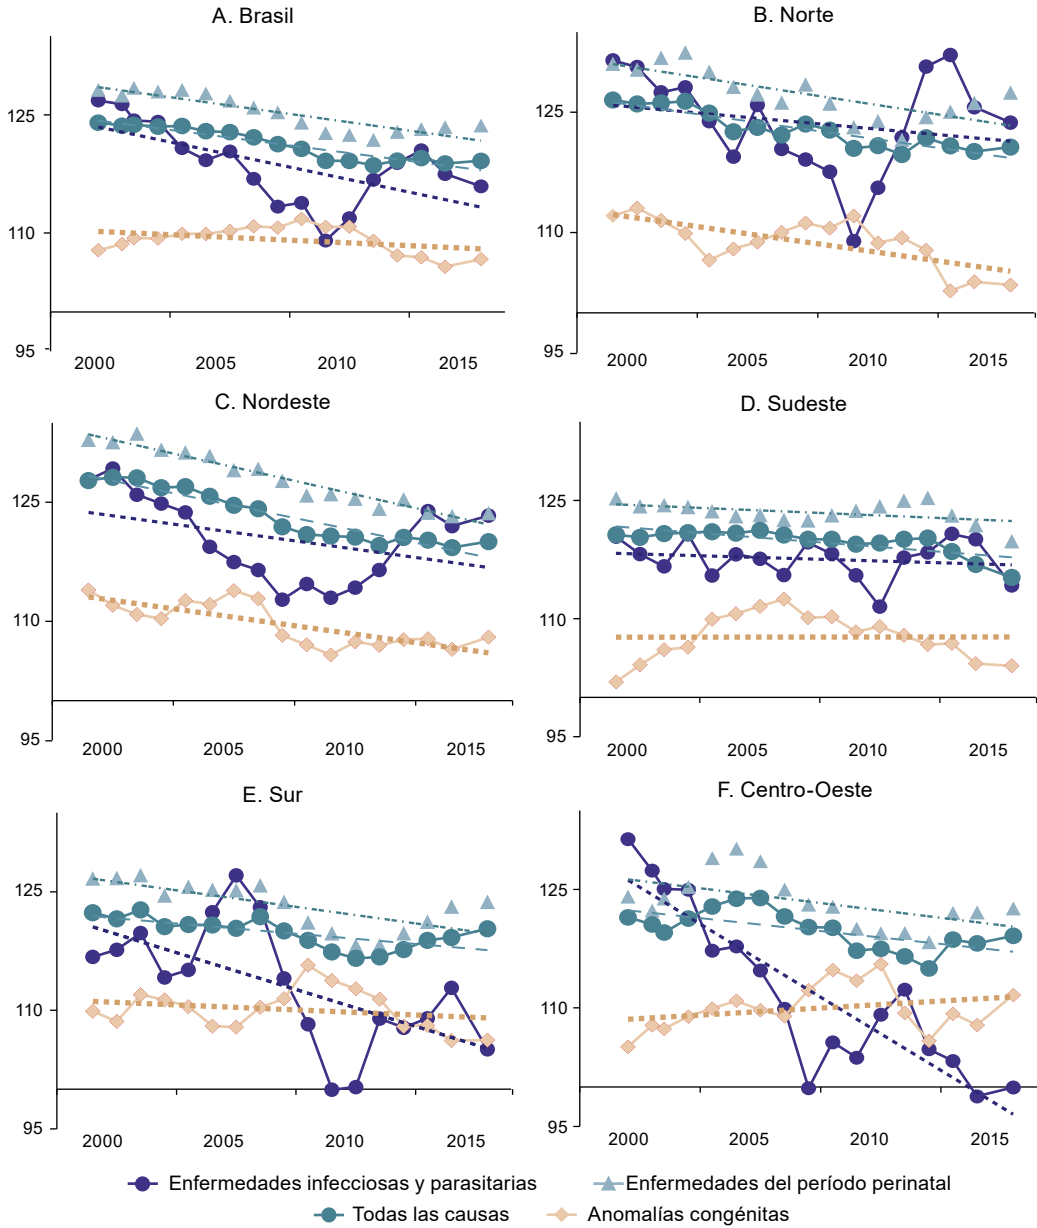 A. Brasil
B. Norte
125
110
95
2000 2005 2010 2015
125
110
95
2000 2005 2010 2015
C. Nordeste
D. Sudeste
125
110
95
2000 2005 2010 2015
125
110
95
2000 2005 2010 2015
E. Sur
F. Centro-Oeste
125
110
95
2000 2005 2010 2015
125
110
95
2000 2005 2010 2015
Enfermedades infecciosas y parasitarias
Enfermedades del período perinatal
Todas las causas
Anomalías congénitas